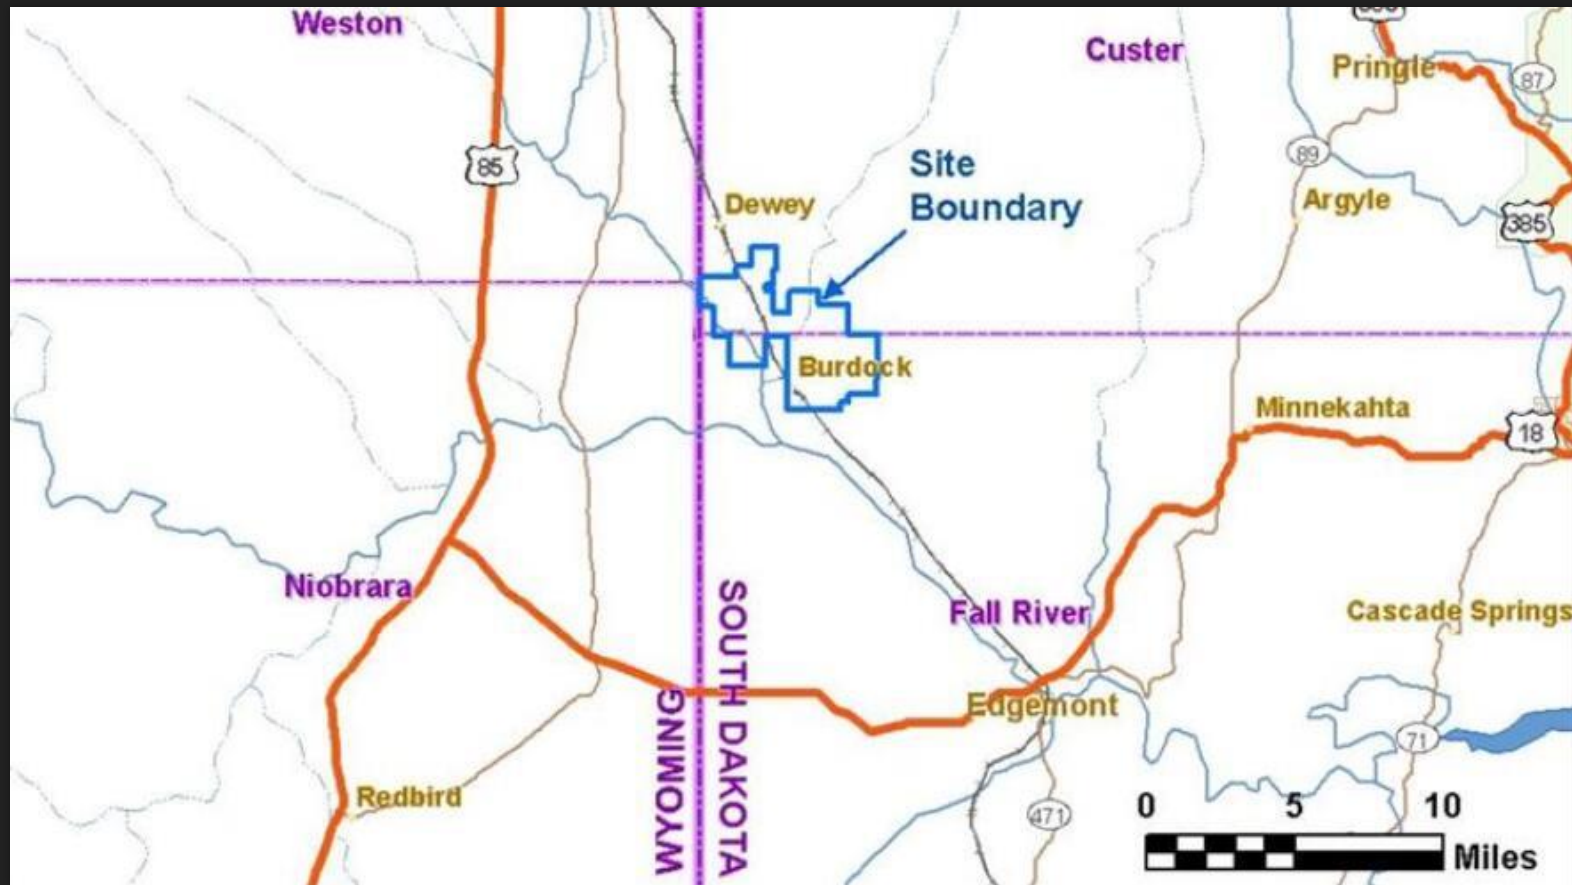 Weston
Custer
Pringle
87
85
89
Site
Boundary
Dewey
Argyle
385
Burdock
Minnekahta
18
Niobrara
Fall River
Cascade Springs
WYOMING
SOUTH DAKOTA
Edgemont
71
Redbird
471
0 5 10
Miles